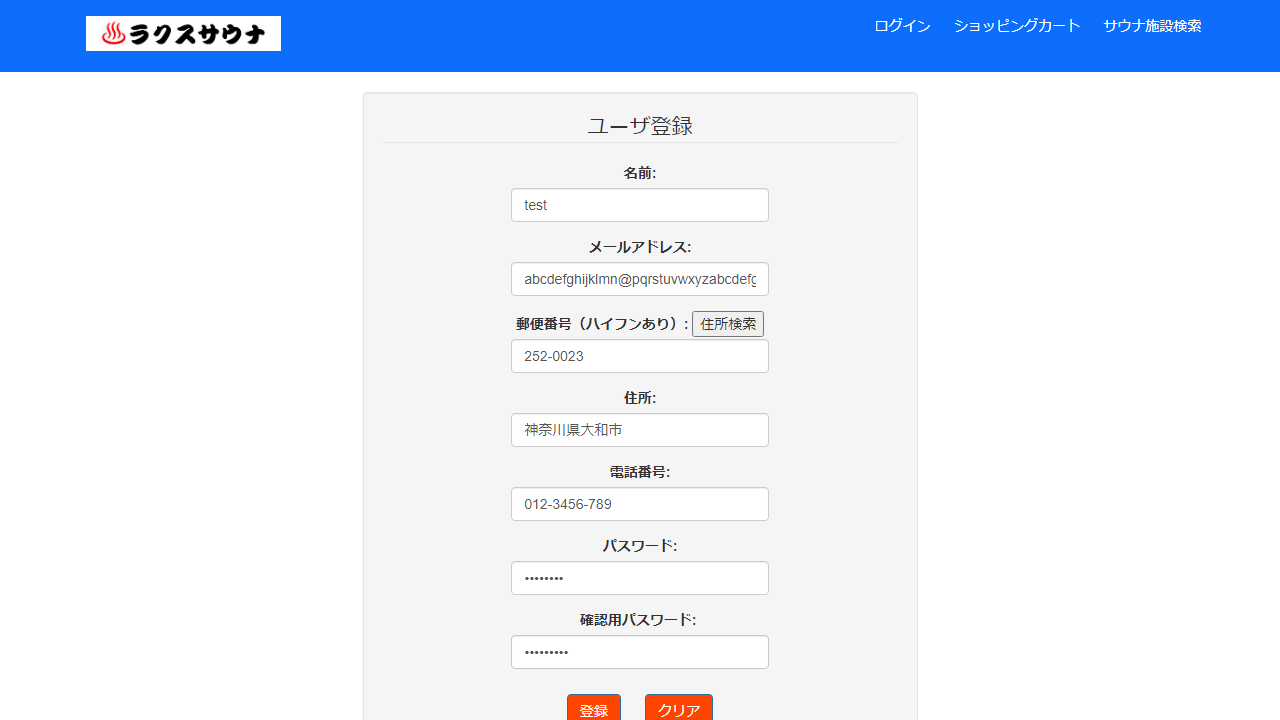 ラクスサウナ
ログイン ショッピングカート サウナ施設検索
ユーザ登録
名前:
test
メールアドレス:
abcdefghijklmn@pqrstuvwxyzabcdefg
郵便番号（ハイフンあり）: 住所検索
252-0023
住所:
神奈川県大和市
電話番号:
012-3456-789
パスワード:
••••••••
確認用パスワード:
•••••••••
登録 クリア